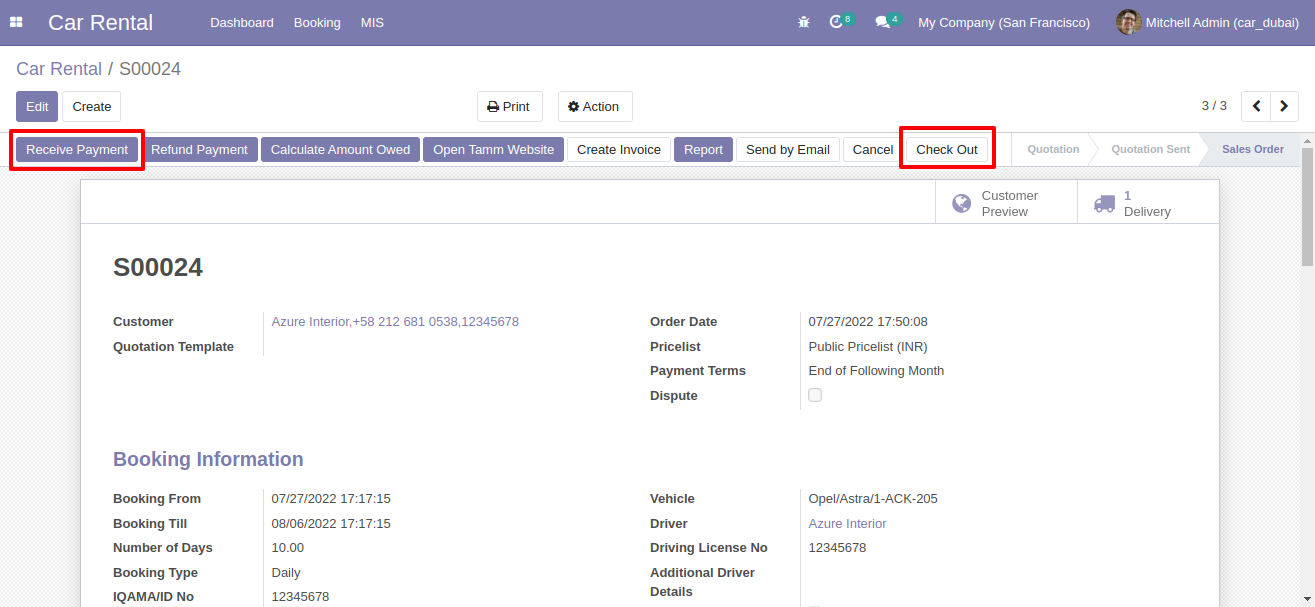 Car Rental Dashboard Booking MIS 8 4 My Company (San Francisco) Mitchell Admin (car_dubai)
Car Rental / S00024
Edit Create Print Action 3 / 3
Receive Payment Refund Payment Calculate Amount Owed Open Tamm Website Create Invoice Report Send by Email Cancel Check Out Quotation Quotation Sent Sales Order
Customer Preview 1 Delivery
S00024
Customer Azure Interior,+58 212 681 0538,12345678
Quotation Template
Order Date 07/27/2022 17:50:08
Pricelist Public Pricelist (INR)
Payment Terms End of Following Month
Dispute
Booking Information
Booking From 07/27/2022 17:17:15
Booking Till 08/06/2022 17:17:15
Number of Days 10.00
Booking Type Daily
IQAMA/ID No 12345678
Vehicle Opel/Astra/1-ACK-205
Driver Azure Interior
Driving License No 12345678
Additional Driver
Details